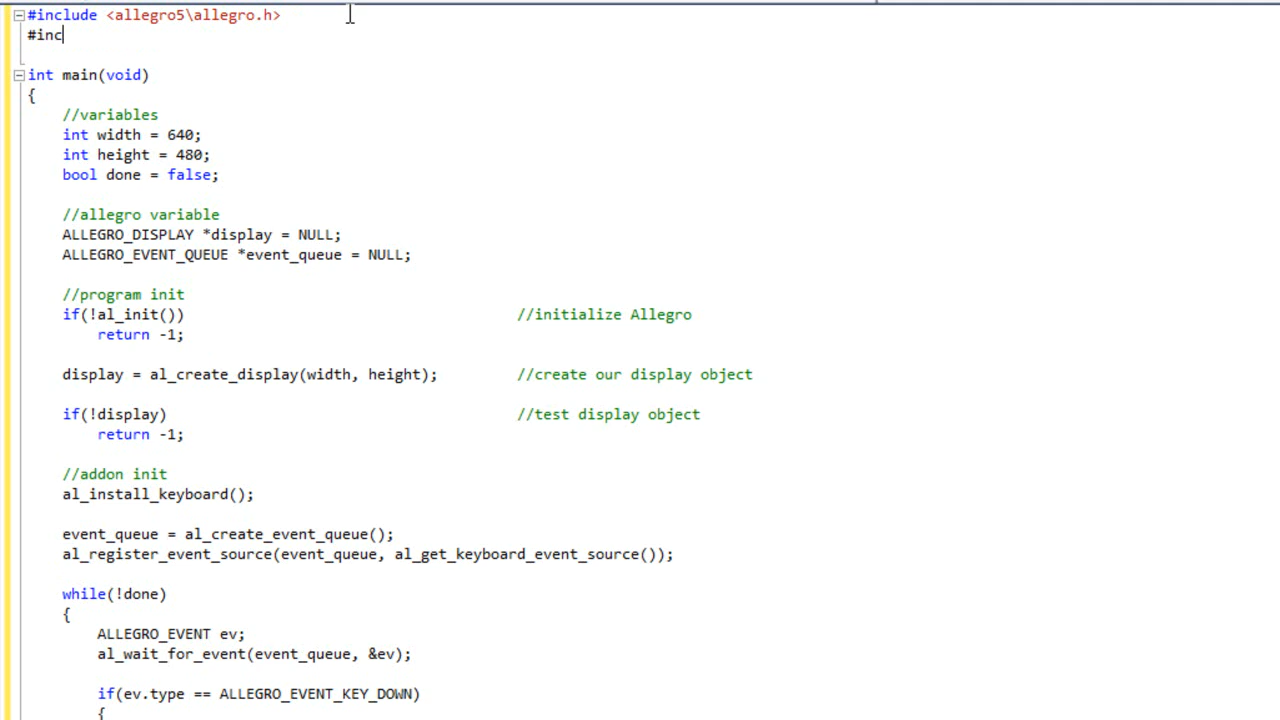 #include <allegro5\allegro.h>
#inc
int main(void)
{
//variables
int width = 640;
int height = 480;
bool done = false;
//allegro variable
ALLEGRO_DISPLAY *display = NULL;
ALLEGRO_EVENT_QUEUE *event_queue = NULL;
//program init
if(!al_init()) //initialize Allegro
return -1;
display = al_create_display(width, height); //create our display object
if(!display) //test display object
return -1;
//addon init
al_install_keyboard();
event_queue = al_create_event_queue();
al_register_event_source(event_queue, al_get_keyboard_event_source());
while(!done)
{
ALLEGRO_EVENT ev;
al_wait_for_event(event_queue, &ev);
if(ev.type == ALLEGRO_EVENT_KEY_DOWN)
{